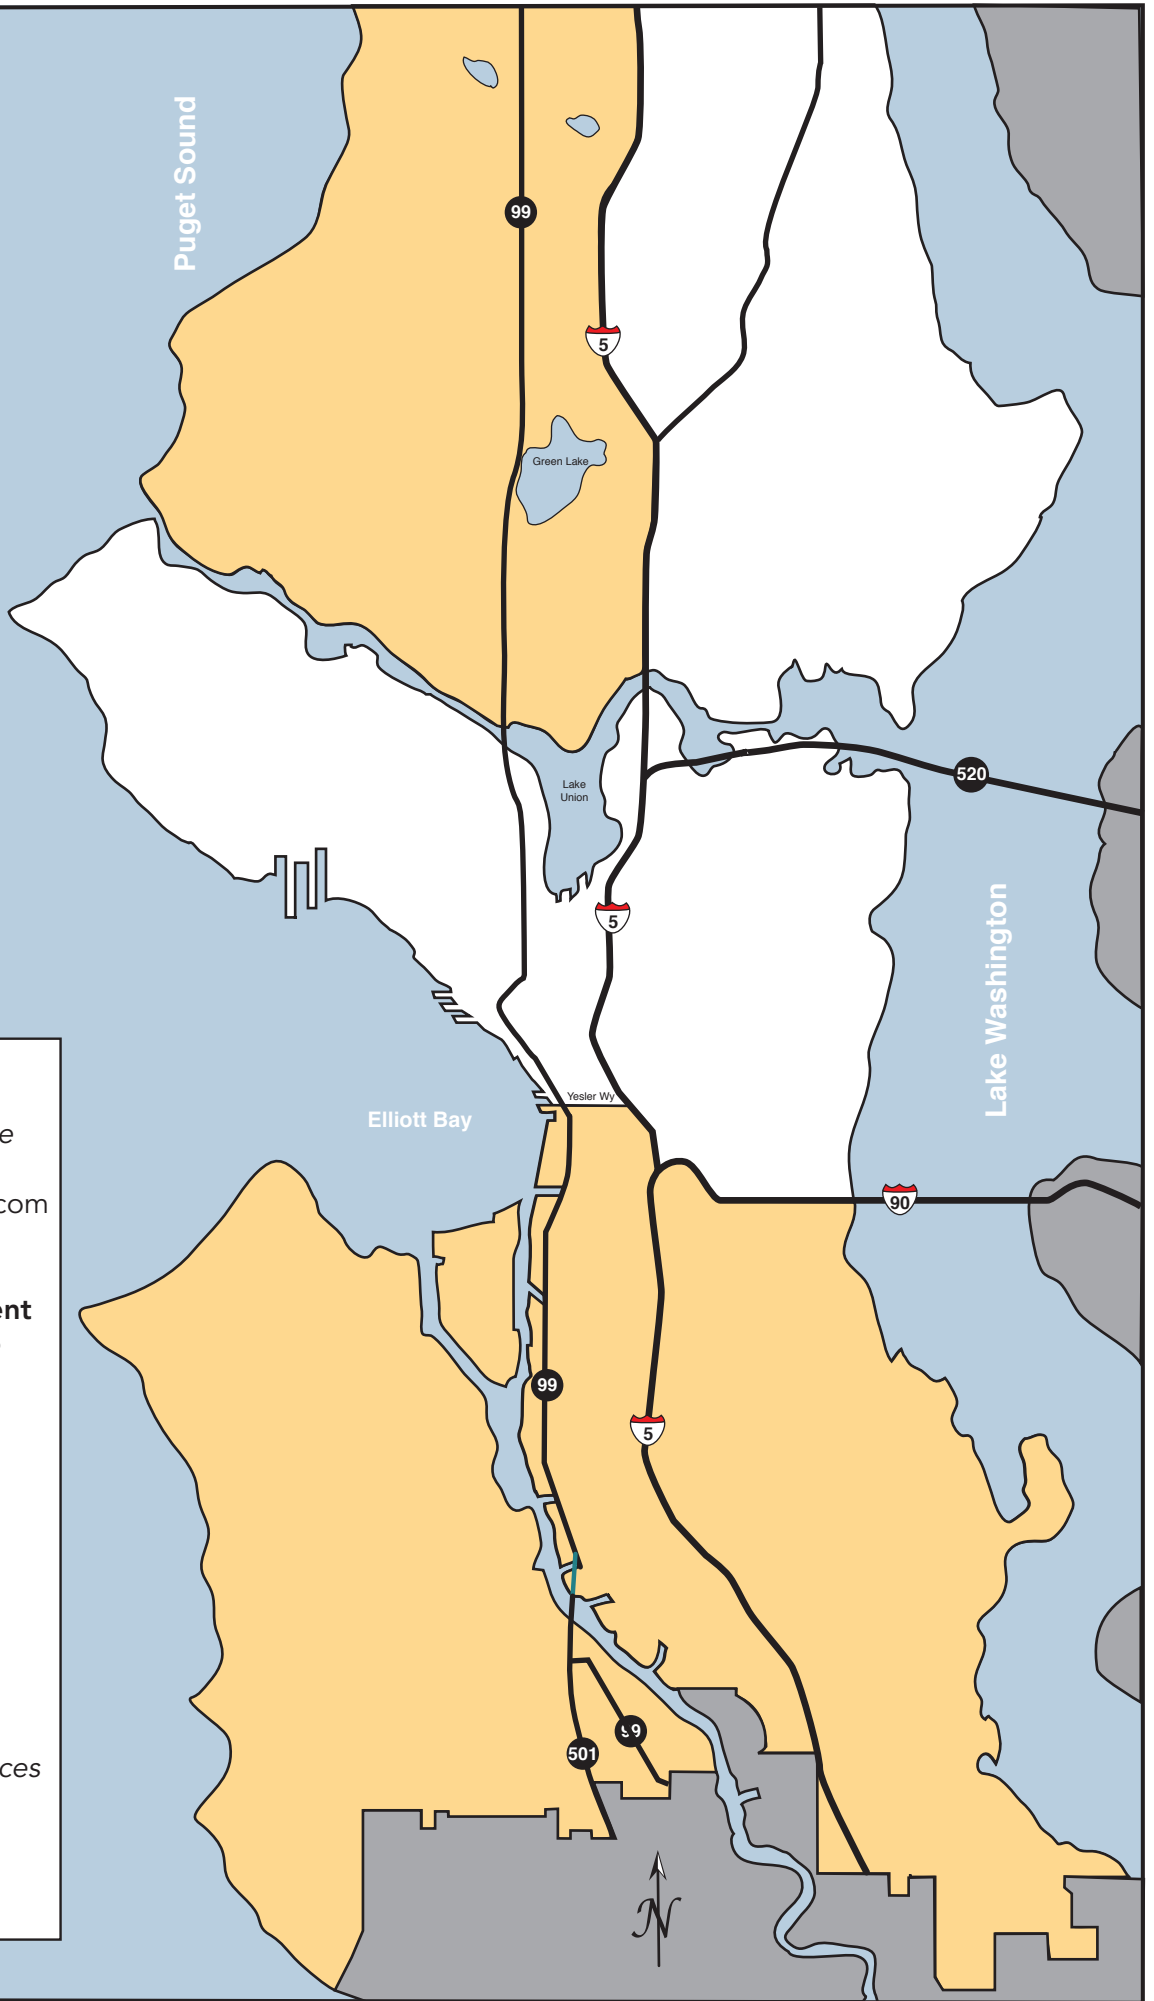 Puget Sound
99
5
Green Lake
520
Lake
Union
5
Lake Washington
Yesler Wy
Elliott Bay
e
com
90
ent
99
5
99
501
ces
N